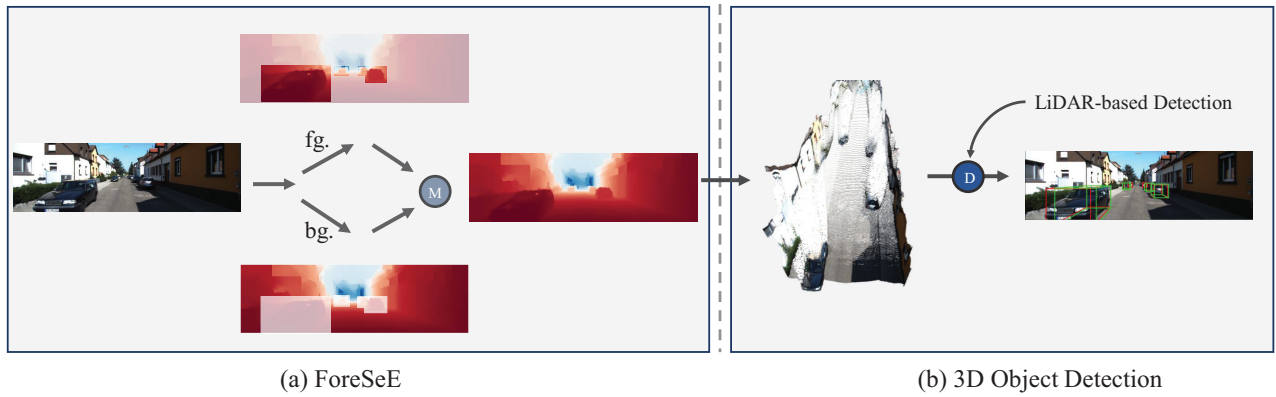 fg.
M
bg.
LiDAR-based Detection
D
(a) ForeSeE
(b) 3D Object Detection